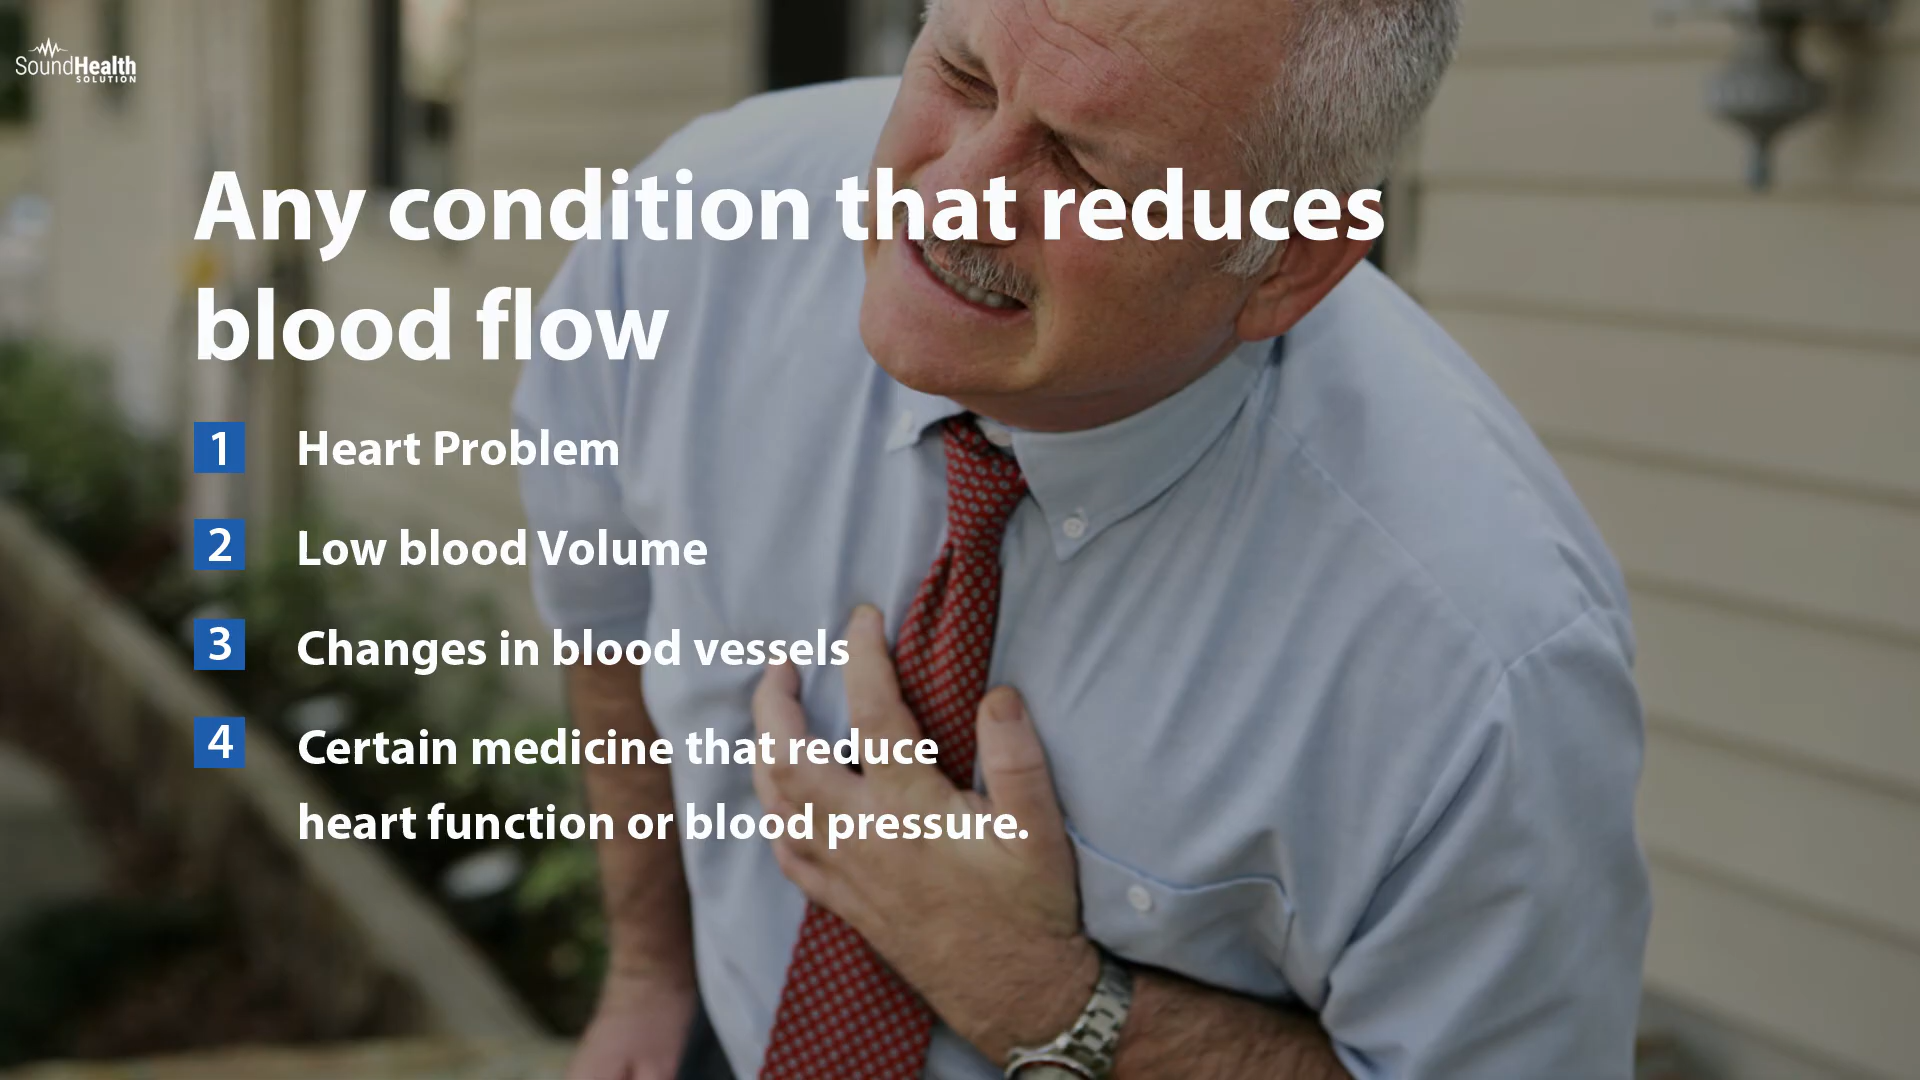 SoundHealth
SOLUTION
Any condition that reduces
blood flow
1 Heart Problem
2 Low blood Volume
3 Changes in blood vessels
4 Certain medicine that reduce
heart function or blood pressure.